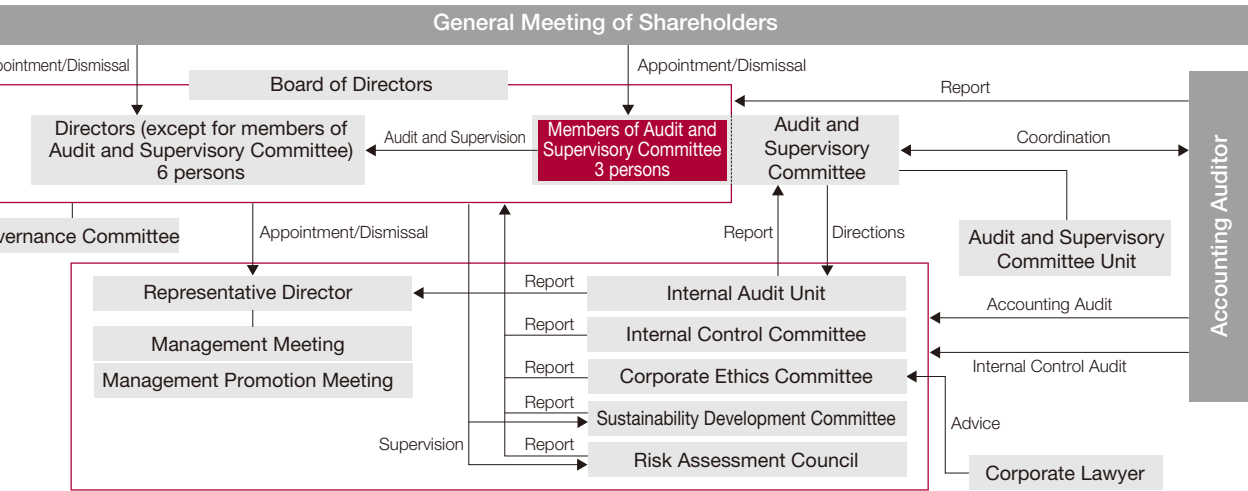 General Meeting of Shareholders
Appointment/Dismissal
Board of Directors
Report
Directors (except for members of
Audit and Supervisory Committee)
6 persons
Audit and Supervision
Members of Audit and
Supervisory Committee
3 persons
Audit and
Supervisory
Committee
Coordination
Accounting Auditor
Committee
Appointment/Dismissal
Report
Directions
Audit and Supervisory
Committee Unit
Representative Director
Report
Internal Audit Unit
Accounting Audit
Management Meeting
Report
Internal Control Committee
Internal Control Audit
Management Promotion Meeting
Report
Corporate Ethics Committee
Report
Sustainability Development Committee
Advice
Supervision
Report
Risk Assessment Council
Corporate Lawyer